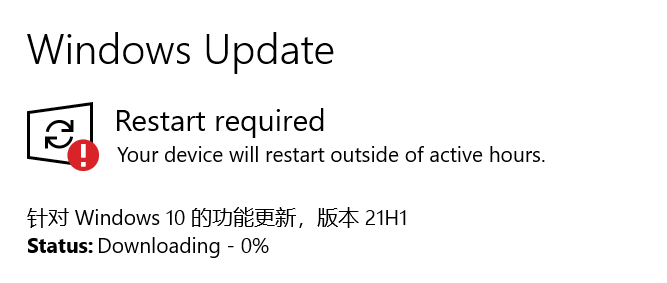 Windows Update
Restart required
Your device will restart outside of active hours.
针对 Windows 10 的功能更新，版本 21H1
Status: Downloading - 0%